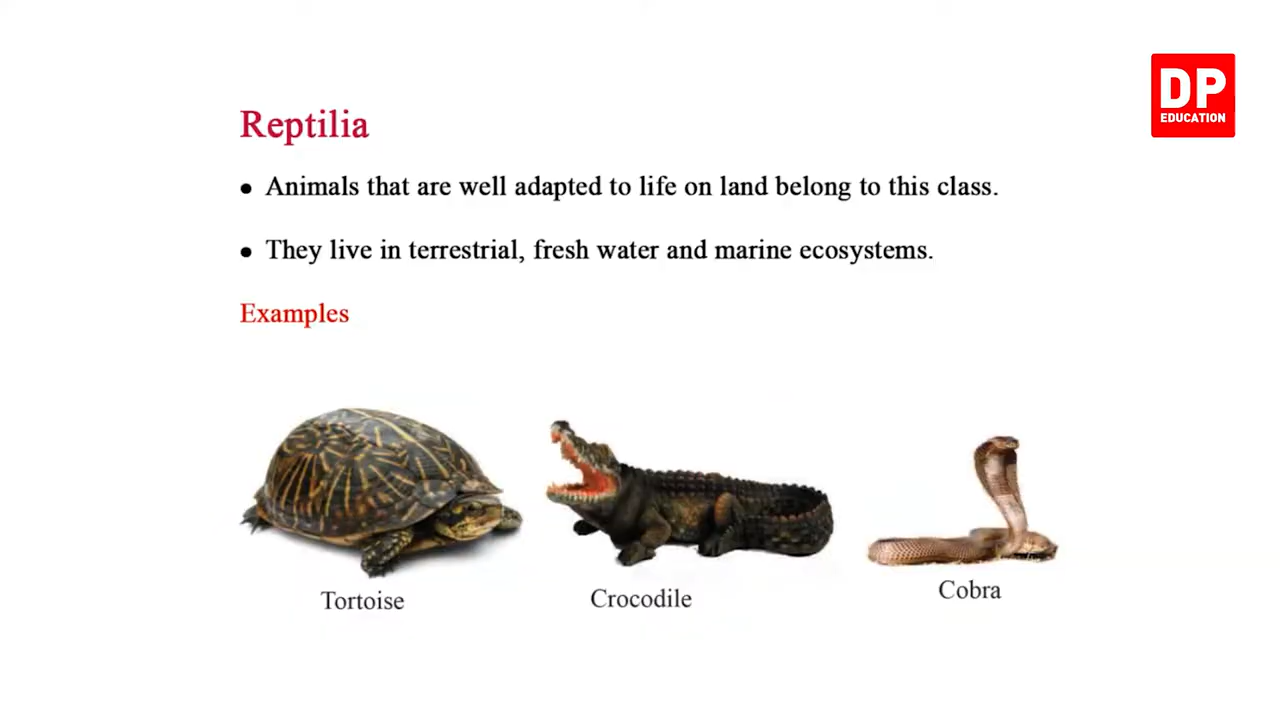 DP
EDUCATION
Reptilia
• Animals that are well adapted to life on land belong to this class.
• They live in terrestrial, fresh water and marine ecosystems.
Examples
Tortoise
Crocodile
Cobra